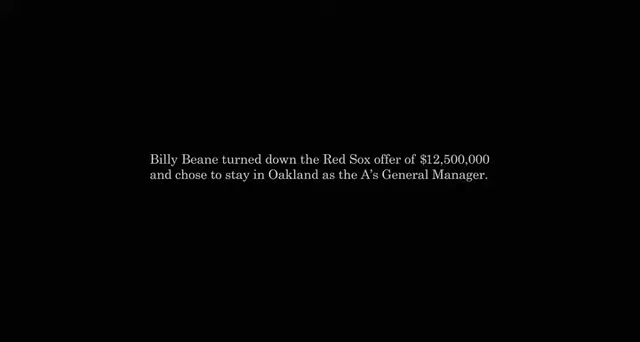 Billy Beane turned down the Red Sox offer of $12,500,000
and chose to stay in Oakland as the A's General Manager.